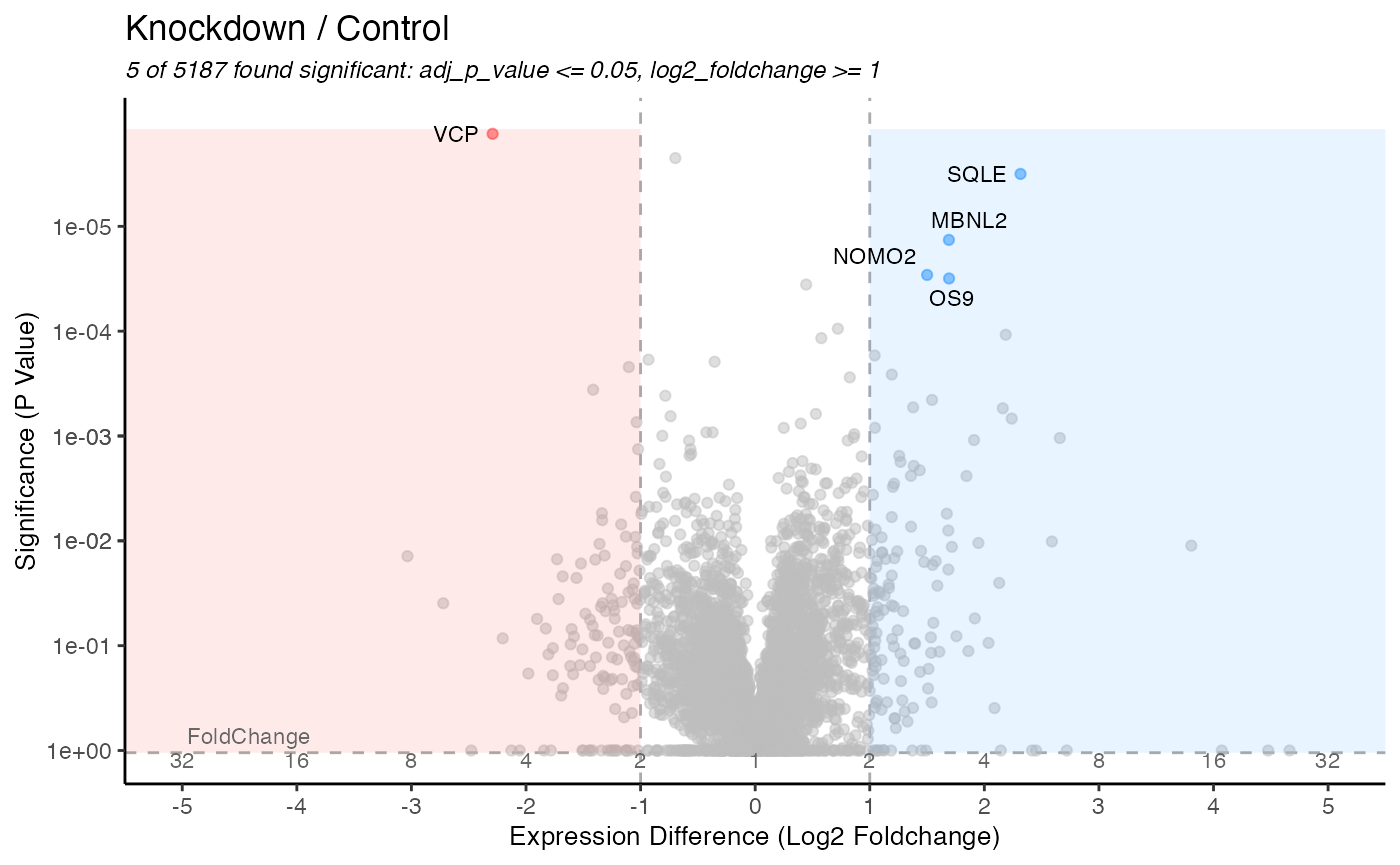 Knockdown / Control
5 of 5187 found significant: adj_p_value <= 0.05, log2_foldchange >= 1
VCP
SQLE
MBNL2
NOMO2
OS9
1e-05
1e-04
1e-03
1e-02
1e-01
1e+00
Significance (P Value)
FoldChange
32 16 8 4 2 1 2 4 8 16 32
-5 -4 -3 -2 -1 0 1 2 3 4 5
Expression Difference (Log2 Foldchange)